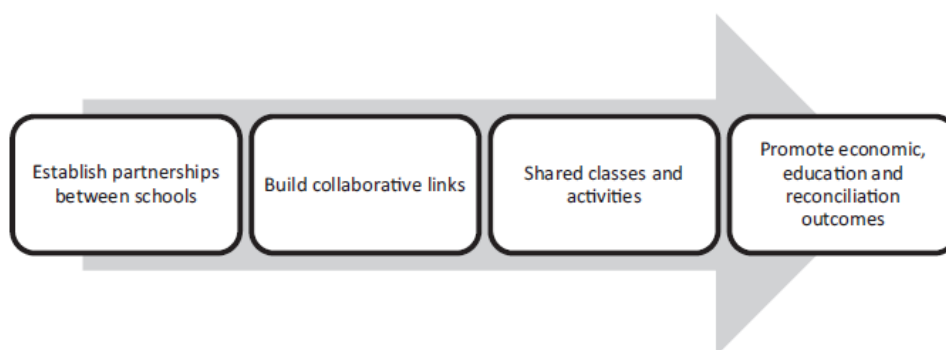 Establish partnerships
between schools
Build collaborative links
Shared classes and
activities
Promote economic,
education and
reconciliation
outcomes